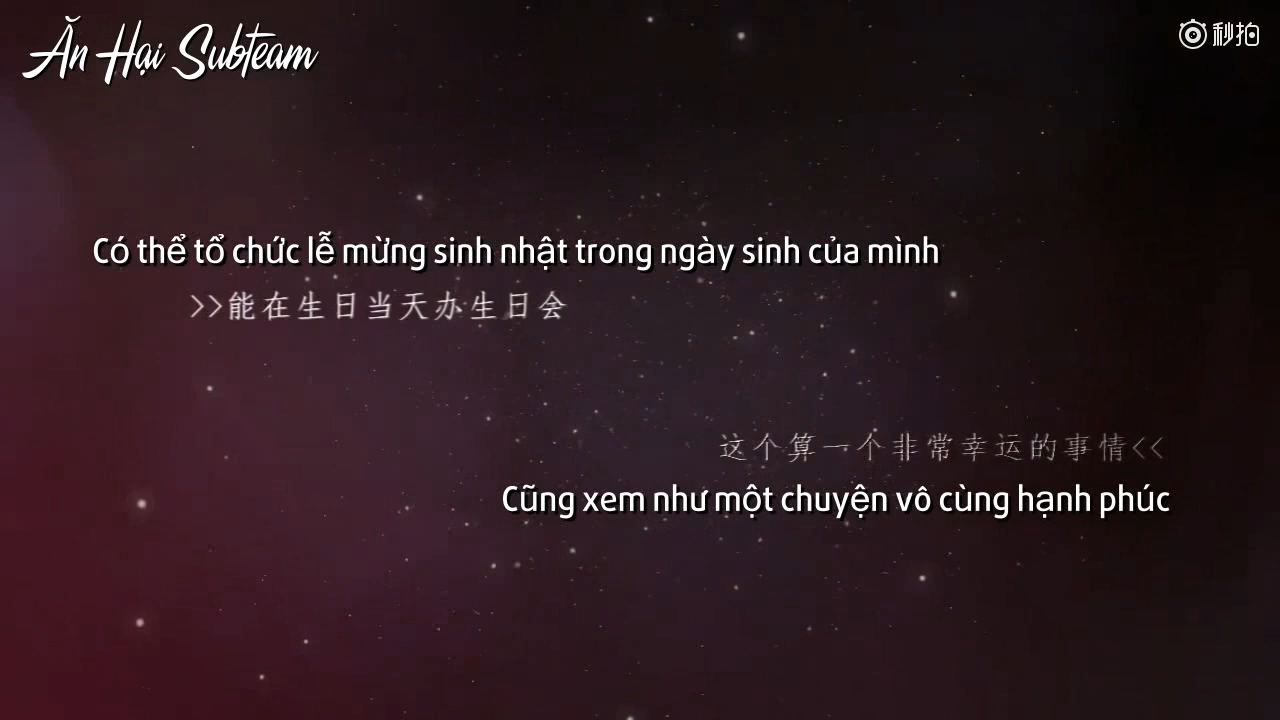 Ăn Hại Subteam
秒拍
Có thể tổ chức lễ mừng sinh nhật trong ngày sinh của mình
>>能在生日当天办生日会
这个算一个非常幸运的事情<<
Cũng xem như một chuyện vô cùng hạnh phúc